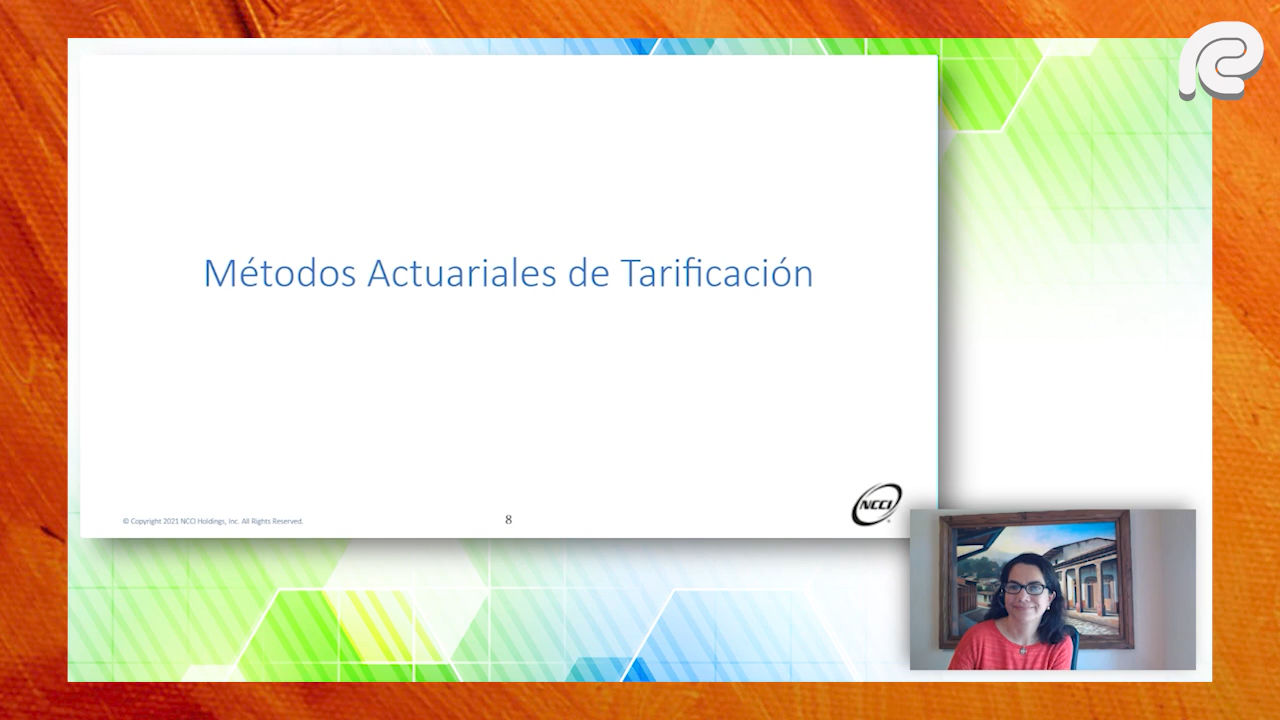 Métodos Actuariales de Tarificación
© Copyright 2021 NCCI Holdings, Inc. All Rights Reserved.
8
NCCI